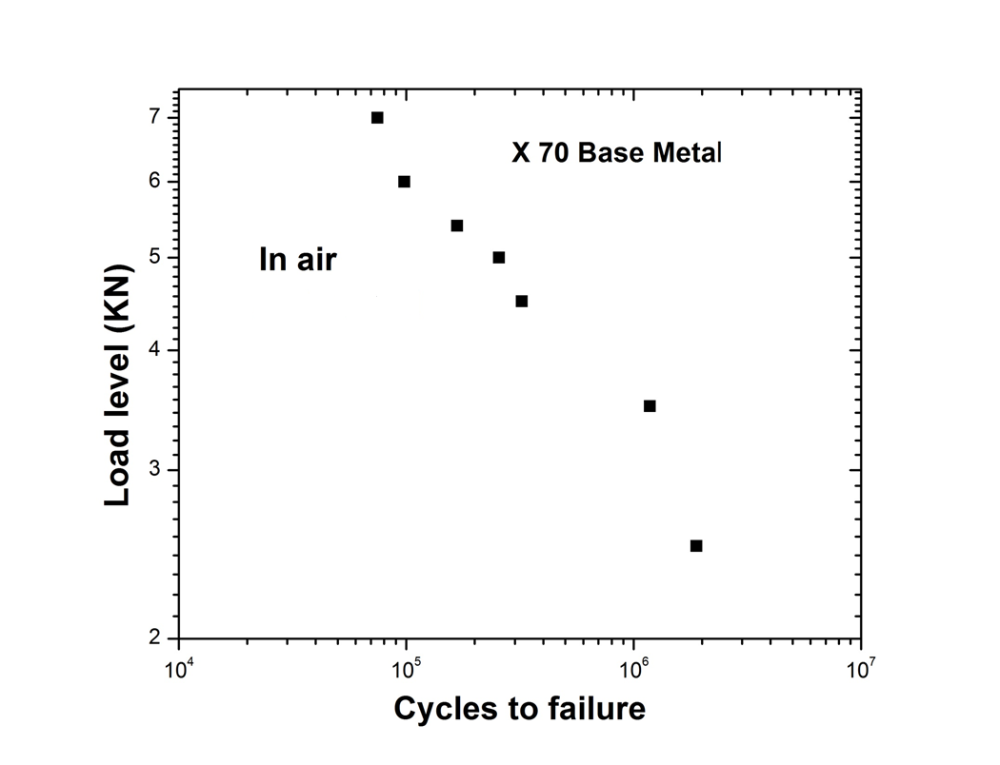 7
X 70 Base Metal
6
In air
5
4
3
2
Load level (KN)
10⁴ 10⁵ 10⁶ 10⁷
Cycles to failure